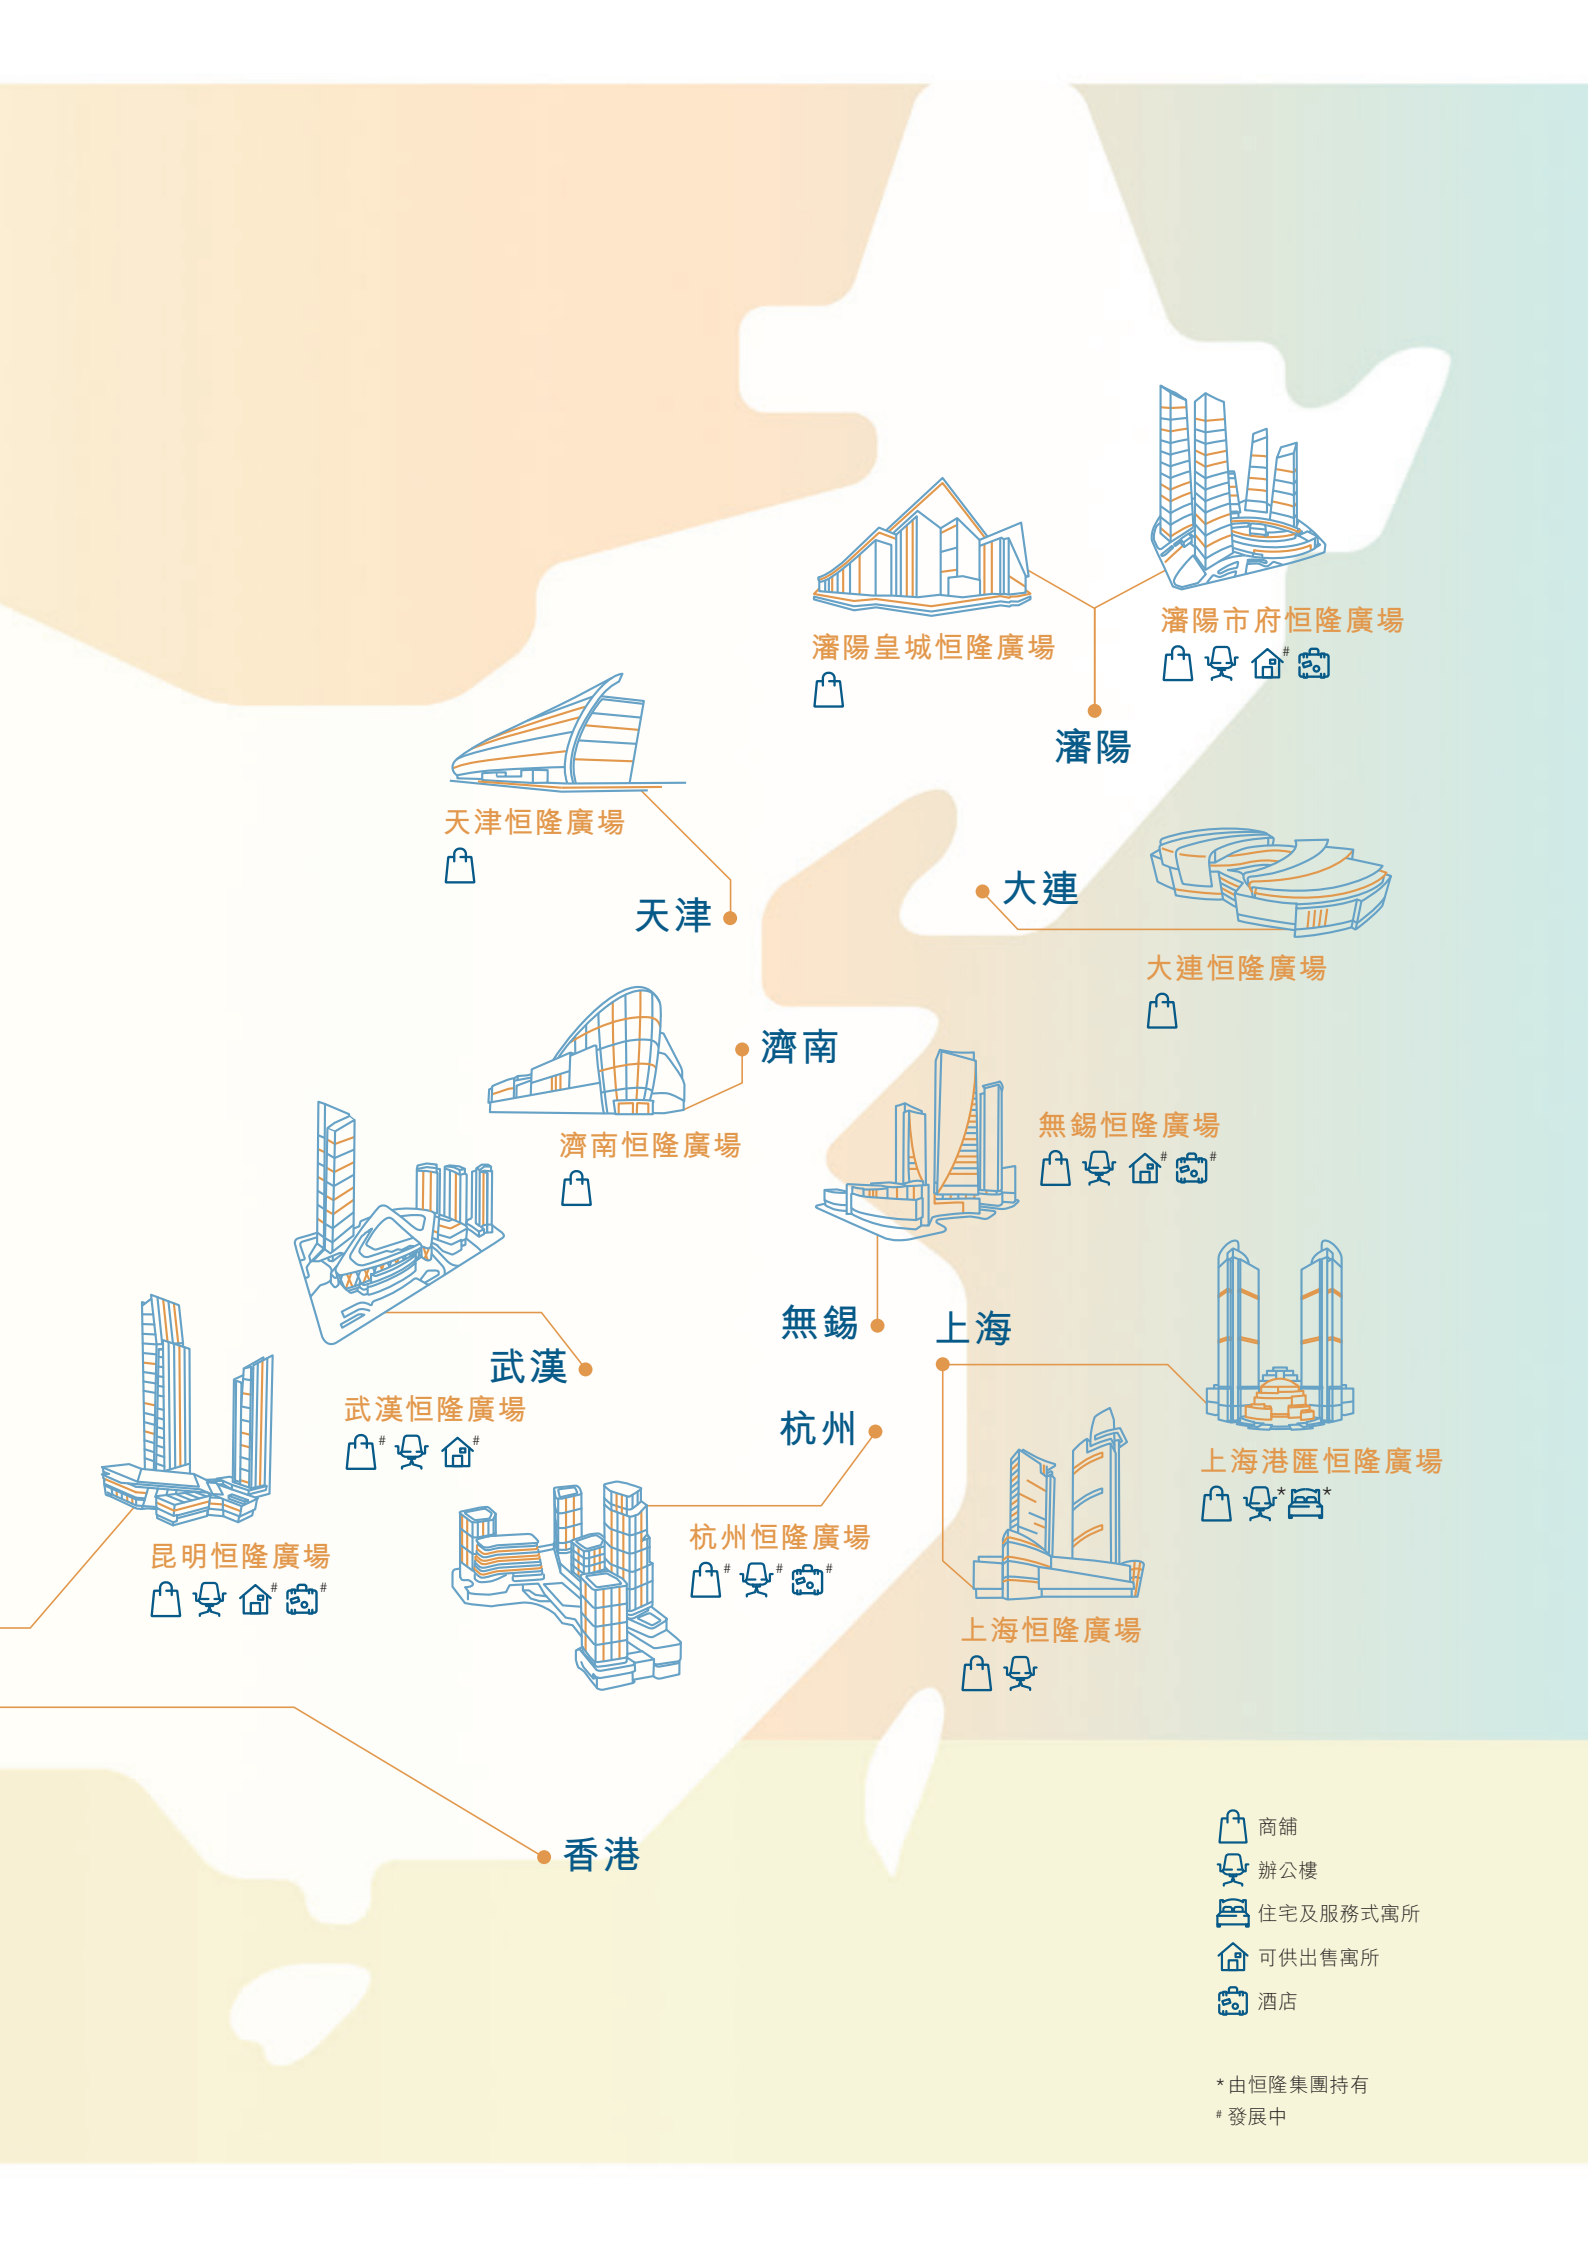 瀋陽市府恒隆廣場
#
瀋陽皇城恒隆廣場
瀋陽
天津恒隆廣場
天津
大連
大連恒隆廣場
濟南
濟南恒隆廣場
無錫恒隆廣場
# #
無錫
上海
武漢
武漢恒隆廣場
# #
杭州
上海港匯恒隆廣場
* *
杭州恒隆廣場
# # #
昆明恒隆廣場
# #
上海恒隆廣場
香港
商舖
辦公樓
住宅及服務式寓所
可供出售寓所
酒店
* 由恒隆集團持有
# 發展中